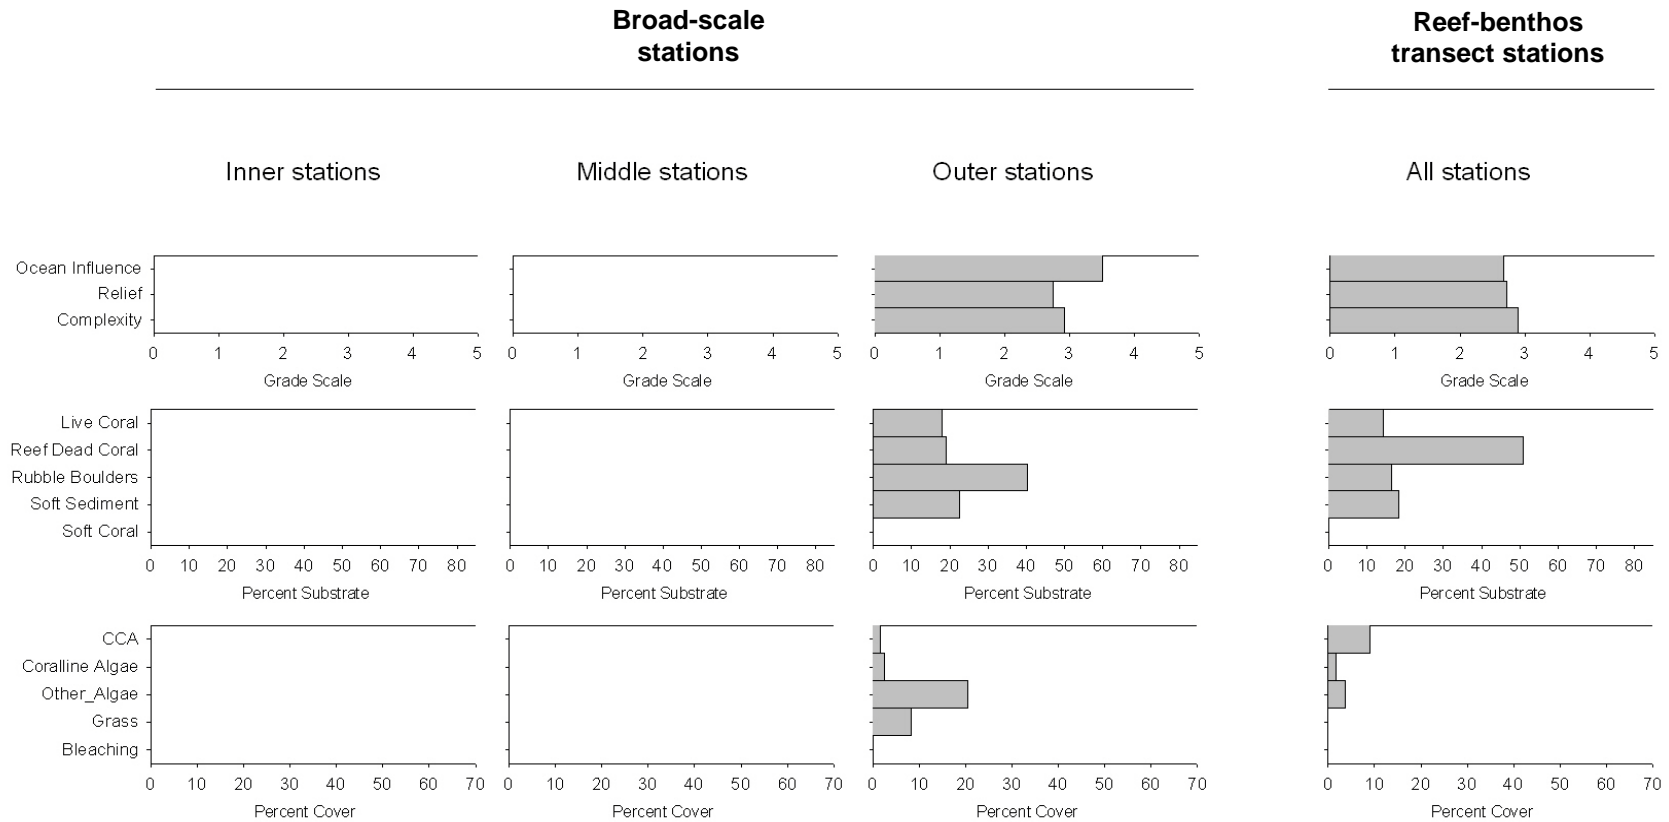 Broad-scale
stations
Reef-benthos
transect stations
Inner stations
Middle stations
Outer stations
All stations
Ocean Influence
Relief
Complexity
0 1 2 3 4 5
0 1 2 3 4 5
0 1 2 3 4 5
0 1 2 3 4 5
Grade Scale
Grade Scale
Grade Scale
Grade Scale
Live Coral
Reef Dead Coral
Rubble Boulders
Soft Sediment
Soft Coral
0 10 20 30 40 50 60 70 80
0 10 20 30 40 50 60 70 80
0 10 20 30 40 50 60 70 80
0 10 20 30 40 50 60 70 80
Percent Substrate
Percent Substrate
Percent Substrate
Percent Substrate
CCA
Coralline Algae
Other_Algae
Grass
Bleaching
0 10 20 30 40 50 60 70
0 10 20 30 40 50 60 70
0 10 20 30 40 50 60 70
0 10 20 30 40 50 60 70
Percent Cover
Percent Cover
Percent Cover
Percent Cover